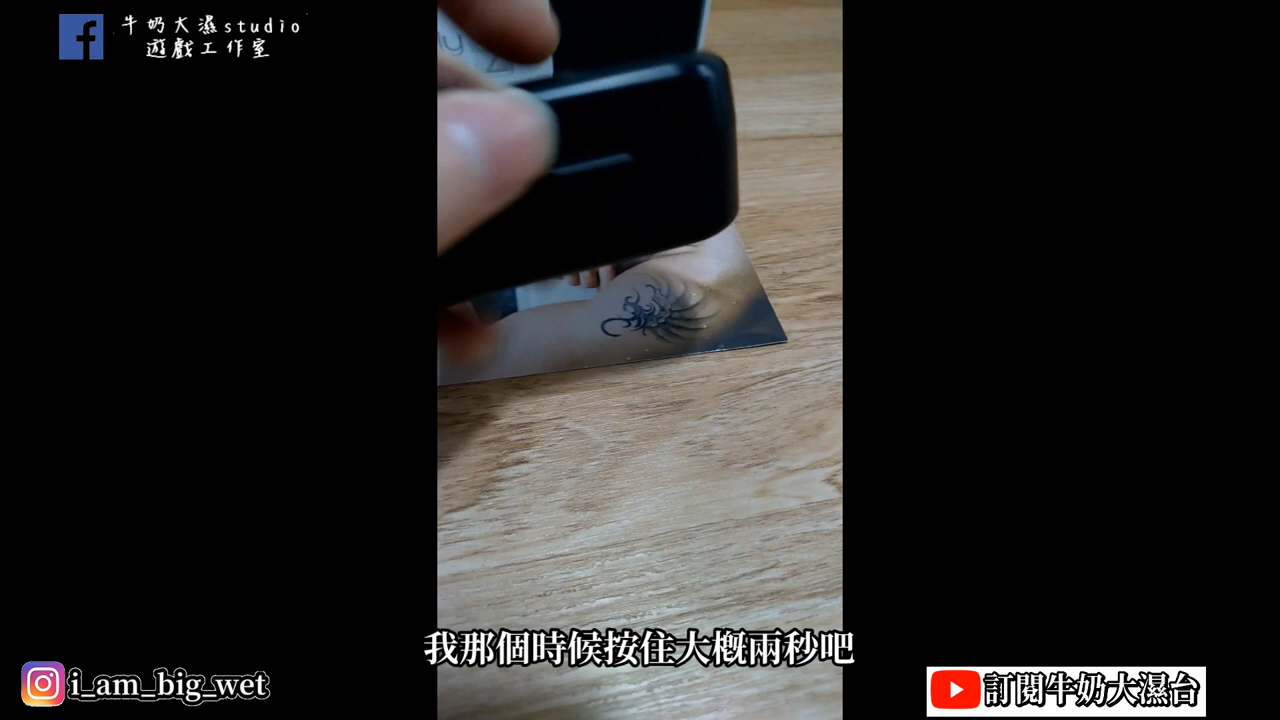 牛奶大濕studio
遊戲工作室
我那個時候按住大概兩秒吧
i_am_big_wet
訂閱牛奶大濕台